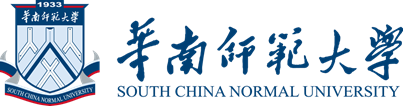 1933
華南師範大學
SOUTH CHINA NORMAL UNIVERSITY
華南师範大學
SOUTH CHINA NORMAL UNIVERSITY